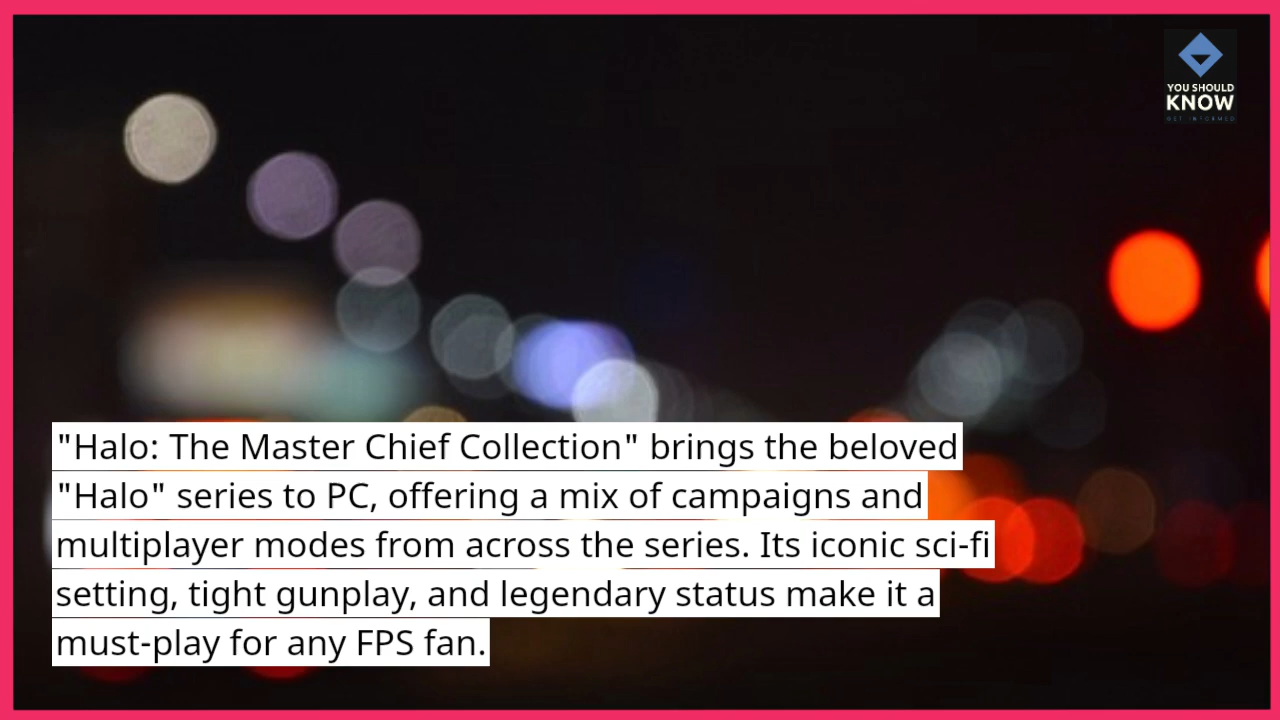 YOU SHOULD
KNOW
GET INFORMED
"Halo: The Master Chief Collection" brings the beloved
"Halo" series to PC, offering a mix of campaigns and
multiplayer modes from across the series. Its iconic sci-fi
setting, tight gunplay, and legendary status make it a
must-play for any FPS fan.